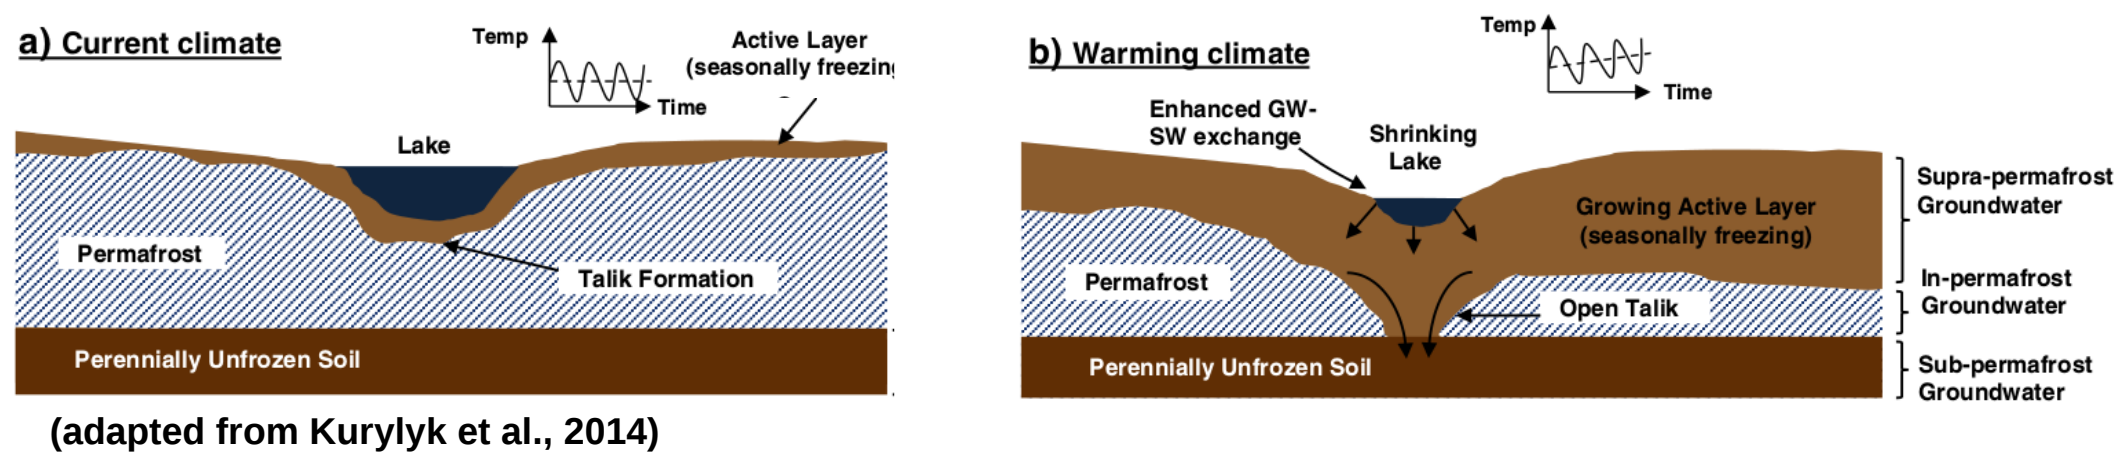 a) Current climate
Temp
Time
Active Layer
(seasonally freezing
Lake
Permafrost
Talik Formation
Perennially Unfrozen Soil
(adapted from Kurylyk et al., 2014)
b) Warming climate
Temp
Time
Enhanced GW-
SW exchange
Shrinking
Lake
Growing Active Layer
(seasonally freezing)
Permafrost
Open Talik
Perennially Unfrozen Soil
Supra-permafrost
Groundwater
In-permafrost
Groundwater
Sub-permafrost
Groundwater